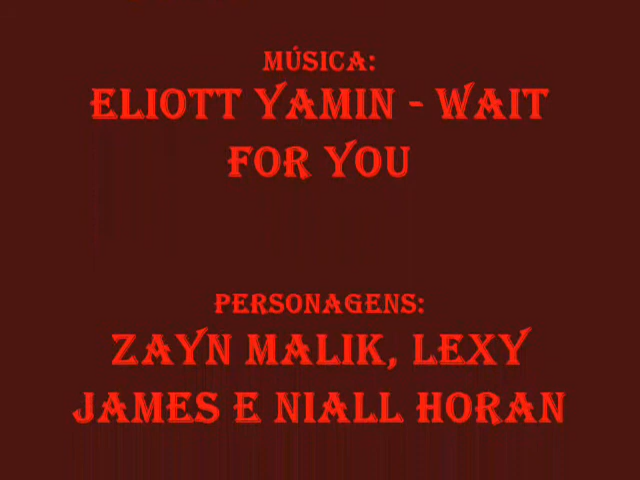 MÚSICA:
ELIOTT YAMIN - WAIT
FOR YOU
PERSONAGENS:
ZAYN MALIK, LEXY
JAMES E NIALL HORAN